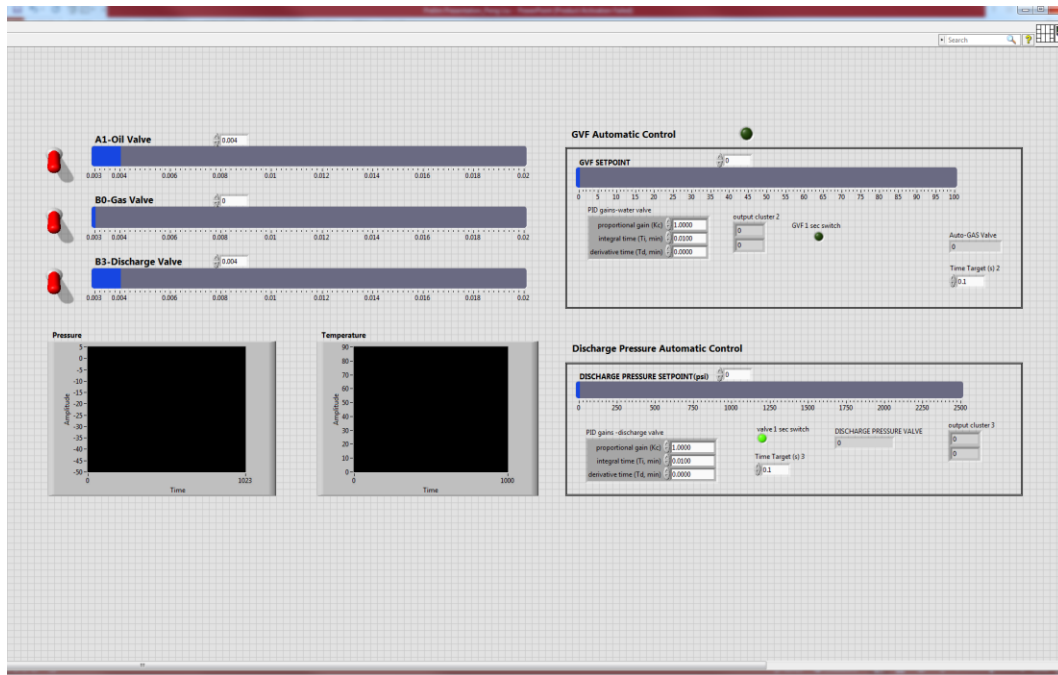 Search
A1-Oil Valve 0.004
0.003 0.004 0.006 0.008 0.01 0.012 0.014 0.016 0.018 0.02
B0-Gas Valve 0
0.003 0.004 0.006 0.008 0.01 0.012 0.014 0.016 0.018 0.02
B3-Discharge Valve 0.004
0.003 0.004 0.006 0.008 0.01 0.012 0.014 0.016 0.018 0.02
Pressure
5
0
-5
-10
-15
-20
-25
-30
-35
-40
-45
-50
Amplitude
0 1023
Time
Temperature
90
80
70
60
50
40
30
20
10
0
Amplitude
0 1000
Time
GVF Automatic Control
GVF SETPOINT 0
0 5 10 15 20 25 30 35 40 45 50 55 60 65 70 75 80 85 90 95 100
PID gains-water valve
proportional gain (Kc) 1.0000
integral time (Ti, min) 0.0100
derivative time (Td, min) 0.0000
output cluster 2
0
0
GVF 1 sec switch
Auto-GAS Valve
0
Time Target (s) 2
0.1
Discharge Pressure Automatic Control
DISCHARGE PRESSURE SETPOINT(psi) 0
0 250 500 750 1000 1250 1500 1750 2000 2250 2500
PID gains -discharge valve
proportional gain (Kc) 1.0000
integral time (Ti, min) 0.0100
derivative time (Td, min) 0.0000
valve 1 sec switch
Time Target (s) 3
0.1
DISCHARGE PRESSURE VALVE
0
output cluster 3
0
0